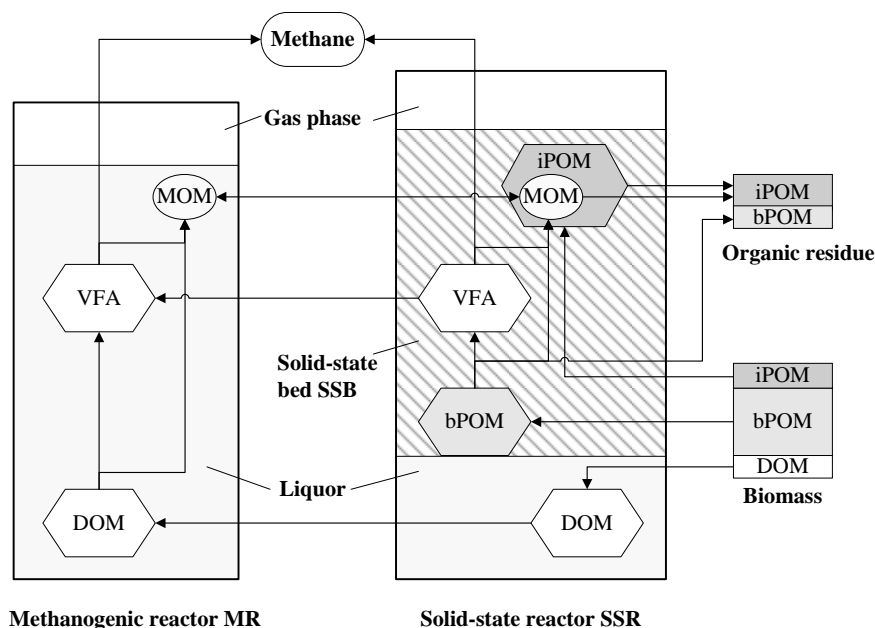 Methane
Gas phase
iPOM
MOM
MOM
iPOM
bPOM
Organic residue
VFA
VFA
Solid-state
bed SSB
iPOM
bPOM
bPOM
DOM
Biomass
Liquor
DOM
DOM
Methanogenic reactor MR
Solid-state reactor SSR